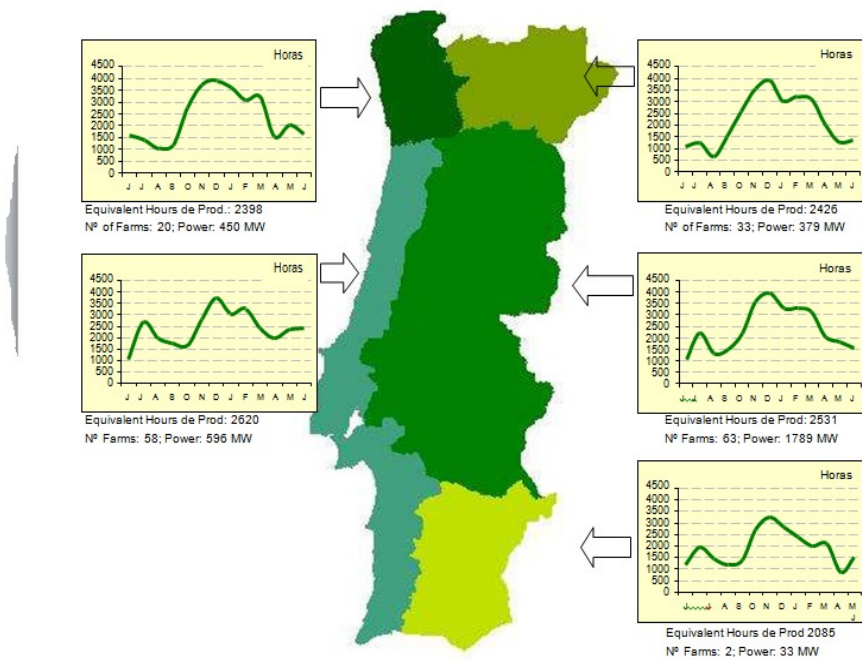 Horas
4500
4000
3500
3000
2500
2000
1500
1000
500
0
J J A S O N D J F M A M J
Equivalent Hours de Prod.: 2398
Nº of Farms: 20; Power: 450 MW
Horas
4500
4000
3500
3000
2500
2000
1500
1000
500
0
J J A S O N D J F M A M J
Equivalent Hours de Prod: 2426
Nº of Farms: 33; Power: 379 MW
Horas
4500
4000
3500
3000
2500
2000
1500
1000
500
0
J J A S O N D J F M A M J
Equivalent Hours de Prod: 2620
Nº Farms: 58; Power: 596 MW
Horas
4500
4000
3500
3000
2500
2000
1500
1000
500
0
J J A S O N D J F M A M J
Equivalent Hours de Prod: 2531
Nº Farms: 63; Power: 1789 MW
Horas
4500
4000
3500
3000
2500
2000
1500
1000
500
0
J J A S O N D J F M A M
J
Equivalent Hours de Prod 2085
Nº Farms: 2; Power: 33 MW